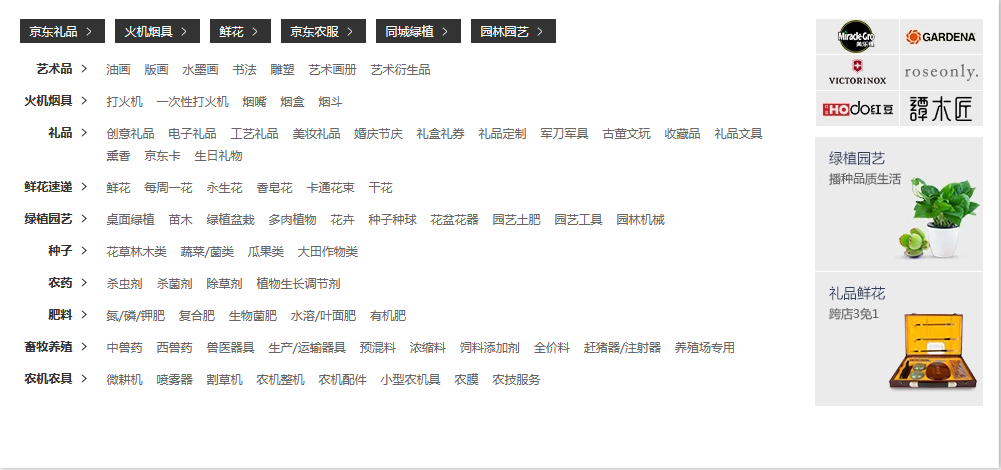 京东礼品 > 火机烟具 > 鲜花 > 京东农服 > 同城绿植 > 园林园艺 >
艺术品 > 油画 版画 水墨画 书法 雕塑 艺术画册 艺术衍生品
火机烟具 > 打火机 一次性打火机 烟嘴 烟盒 烟斗
礼品 > 创意礼品 电子礼品 工艺礼品 美妆礼品 婚庆节庆 礼盒礼券 礼品定制 军刀军具 古董文玩 收藏品 礼品文具
熏香 京东卡 生日礼物
鲜花速递 > 鲜花 每周一花 永生花 香皂花 卡通花束 干花
绿植园艺 > 桌面绿植 苗木 绿植盆栽 多肉植物 花卉 种子种球 花盆花器 园艺土肥 园艺工具 园林机械
种子 > 花草林木类 蔬菜/菌类 瓜果类 大田作物类
农药 > 杀虫剂 杀菌剂 除草剂 植物生长调节剂
肥料 > 氮/磷/钾肥 复合肥 生物菌肥 水溶/叶面肥 有机肥
畜牧养殖 > 中兽药 西兽药 兽医器具 生产/运输器具 预混料 浓缩料 饲料添加剂 全价料 赶猪器/注射器 养殖场专用
农机农具 > 微耕机 喷雾器 割草机 农机整机 农机配件 小型农机具 农膜 农技服务
Miracle-Gro
美乐棵
GARDENA
VICTORINOX
roseonly.
HOdo红豆
譚木匠
绿植园艺
播种品质生活
礼品鲜花
跨店3免1